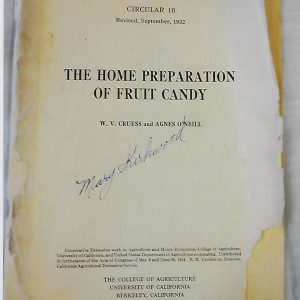 CIRCULAR 10
Revised, September, 1932
THE HOME PREPARATION
OF FRUIT CANDY
W. V. CRUESS and AGNES O'NEILL
Mary Kirkwood
Cooperative Extension work in Agriculture and Home Economics, College of Agriculture,
University of California, and United States Department of Agriculture cooperating. Distributed
in furtherance of the Acts of Congress of May 8 and June 30, 1914. B. H. Crocheron, Director,
California Agricultural Extension Service.
THE COLLEGE OF AGRICULTURE
UNIVERSITY OF CALIFORNIA
BERKELEY, CALIFORNIA